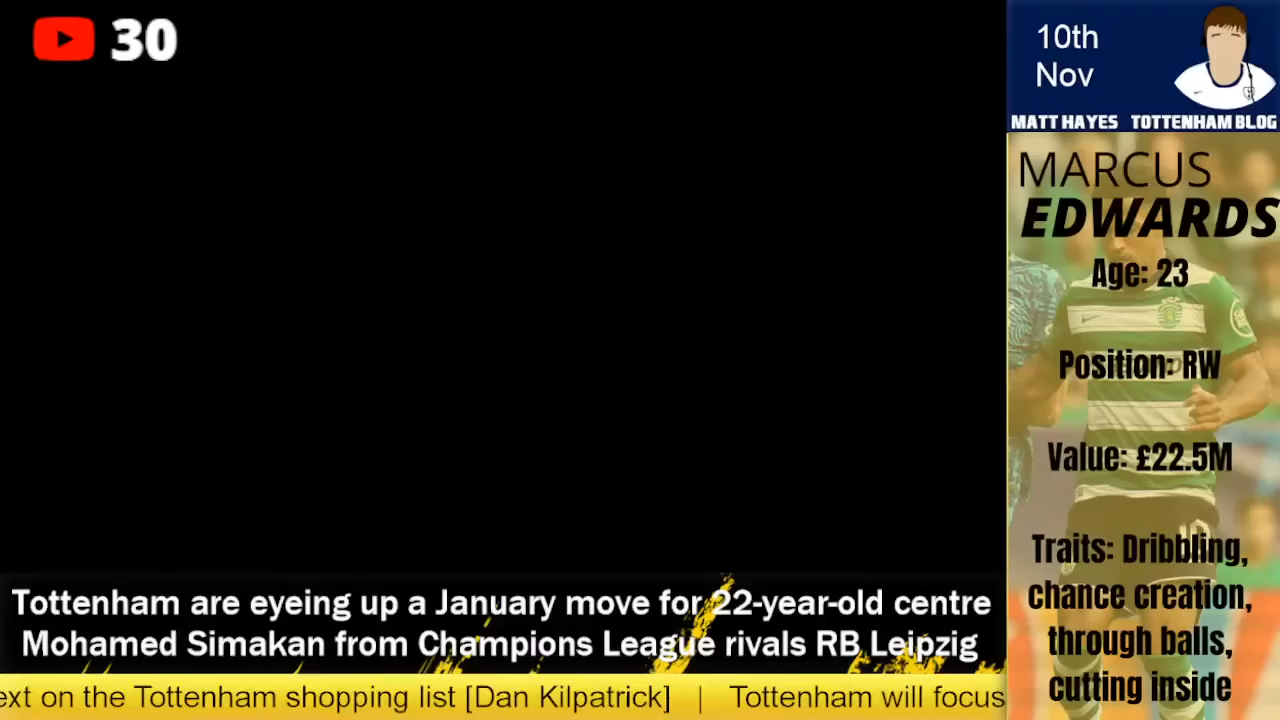 30
10th
Nov
MATT HAYES TOTTENHAM BLOG
MARCUS
EDWARDS
Age: 23
Position: RW
Value: £22.5M
Traits: Dribbling,
chance creation,
through balls,
cutting inside
Tottenham are eyeing up a January move for 22-year-old centre
Mohamed Simakan from Champions League rivals RB Leipzig
ext on the Tottenham shopping list [Dan Kilpatrick] | Tottenham will focus